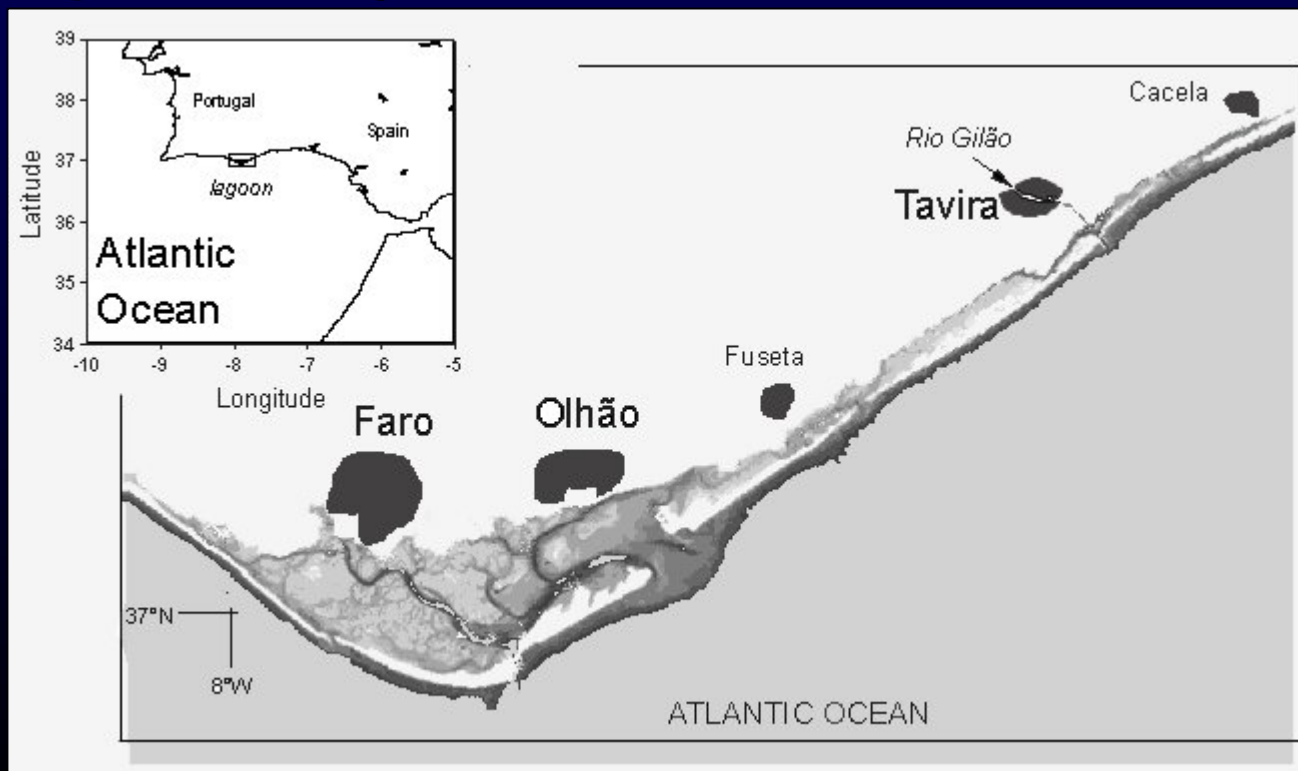 39
38
37
36
35
34
Latitude
-10
-9
-8
-7
-6
-5
Longitude
Portugal
Spain
lagoon
Atlantic
Ocean
Cacela
Rio Gilão
Tavira
Fuseta
Olhão
Faro
37°N
8°W
ATLANTIC OCEAN